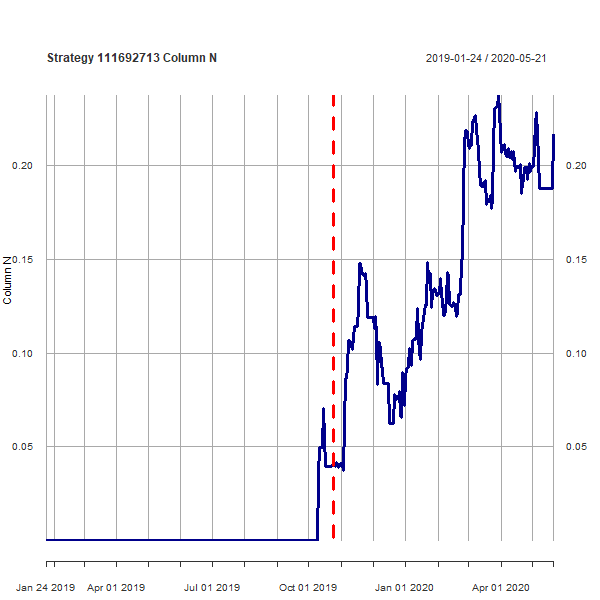 Strategy 111692713 Column N
2019-01-24 / 2020-05-21
0.20
0.20
0.15
0.15
0.10
0.10
0.05
0.05
Column N
Jan 24 2019
Apr 01 2019
Jul 01 2019
Oct 01 2019
Jan 01 2020
Apr 01 2020